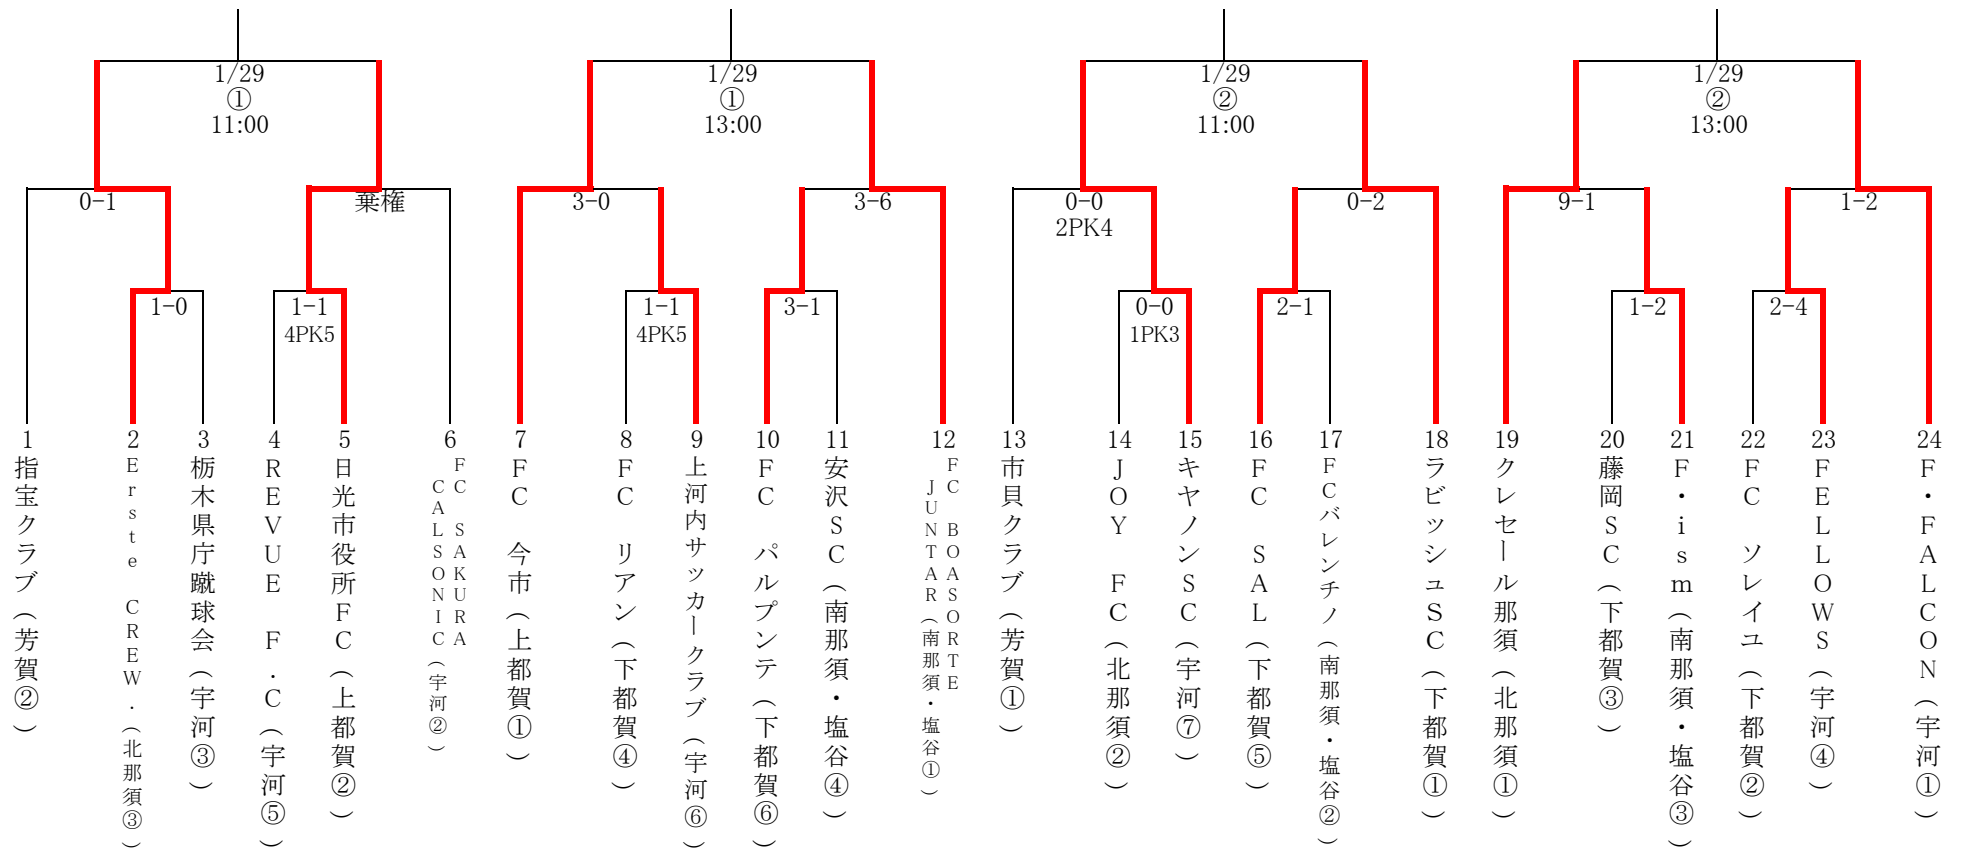 1/29
①
11:00
1/29
①
13:00
1/29
②
11:00
1/29
②
13:00
0-1
棄権
3-0
3-6
0-0
2PK4
0-2
9-1
1-2
1-0
1-1
4PK5
1-1
4PK5
3-1
0-0
1PK3
2-1
1-2
2-4
1
指宝クラブ（芳賀②）
2
Erste CREW.（北那須③）
3
栃木県庁蹴球会（宇河③）
4
REVUE F.C（宇河⑤）
5
日光市役所FC（上都賀②）
6
FC SAKURA
CALSONIC（宇河②）
7
FC 今市（上都賀①）
8
FC リアン（下都賀④）
9
上河内サッカークラブ（宇河⑥）
10
FC パルプンテ（下都賀⑥）
11
安沢SC（南那須・塩谷④）
12
FC BOASORTE
JUNTAR（南那須・塩谷①）
13
市貝クラブ（芳賀①）
14
JOY FC（北那須②）
15
キヤノンSC（宇河⑦）
16
FC SAL（下都賀⑤）
17
FCバレンチノ（南那須・塩谷②）
18
ラビッシュSC（下都賀①）
19
クレセール那須（北那須①）
20
藤岡SC（下都賀③）
21
F・ism（南那須・塩谷③）
22
FC ソレイユ（下都賀②）
23
FELLOWS（宇河④）
24
F・FALCON（宇河①）